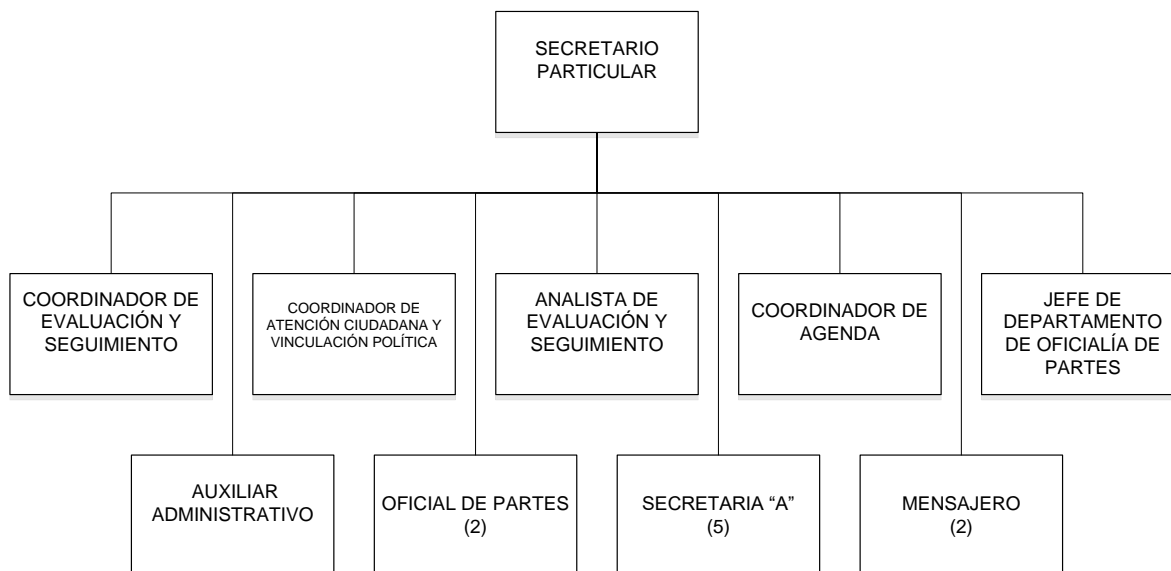 SECRETARIO
PARTICULAR
COORDINADOR DE
EVALUACIÓN Y
SEGUIMIENTO
COORDINADOR DE
ATENCIÓN CIUDADANA Y
VINCULACIÓN POLÍTICA
ANALISTA DE
EVALUACIÓN Y
SEGUIMIENTO
COORDINADOR DE
AGENDA
JEFE DE
DEPARTAMENTO
DE OFICIALÍA DE
PARTES
AUXILIAR
ADMINISTRATIVO
OFICIAL DE PARTES
(2)
SECRETARIA “A”
(5)
MENSAJERO
(2)